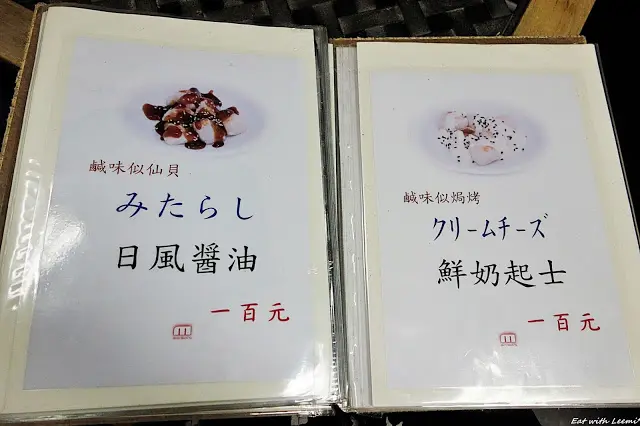 鹹味似仙貝
みたらし
日風醬油
一百元
鹹味似焗烤
クリームチーズ
鮮奶起士
一百元
Eat with Leemi